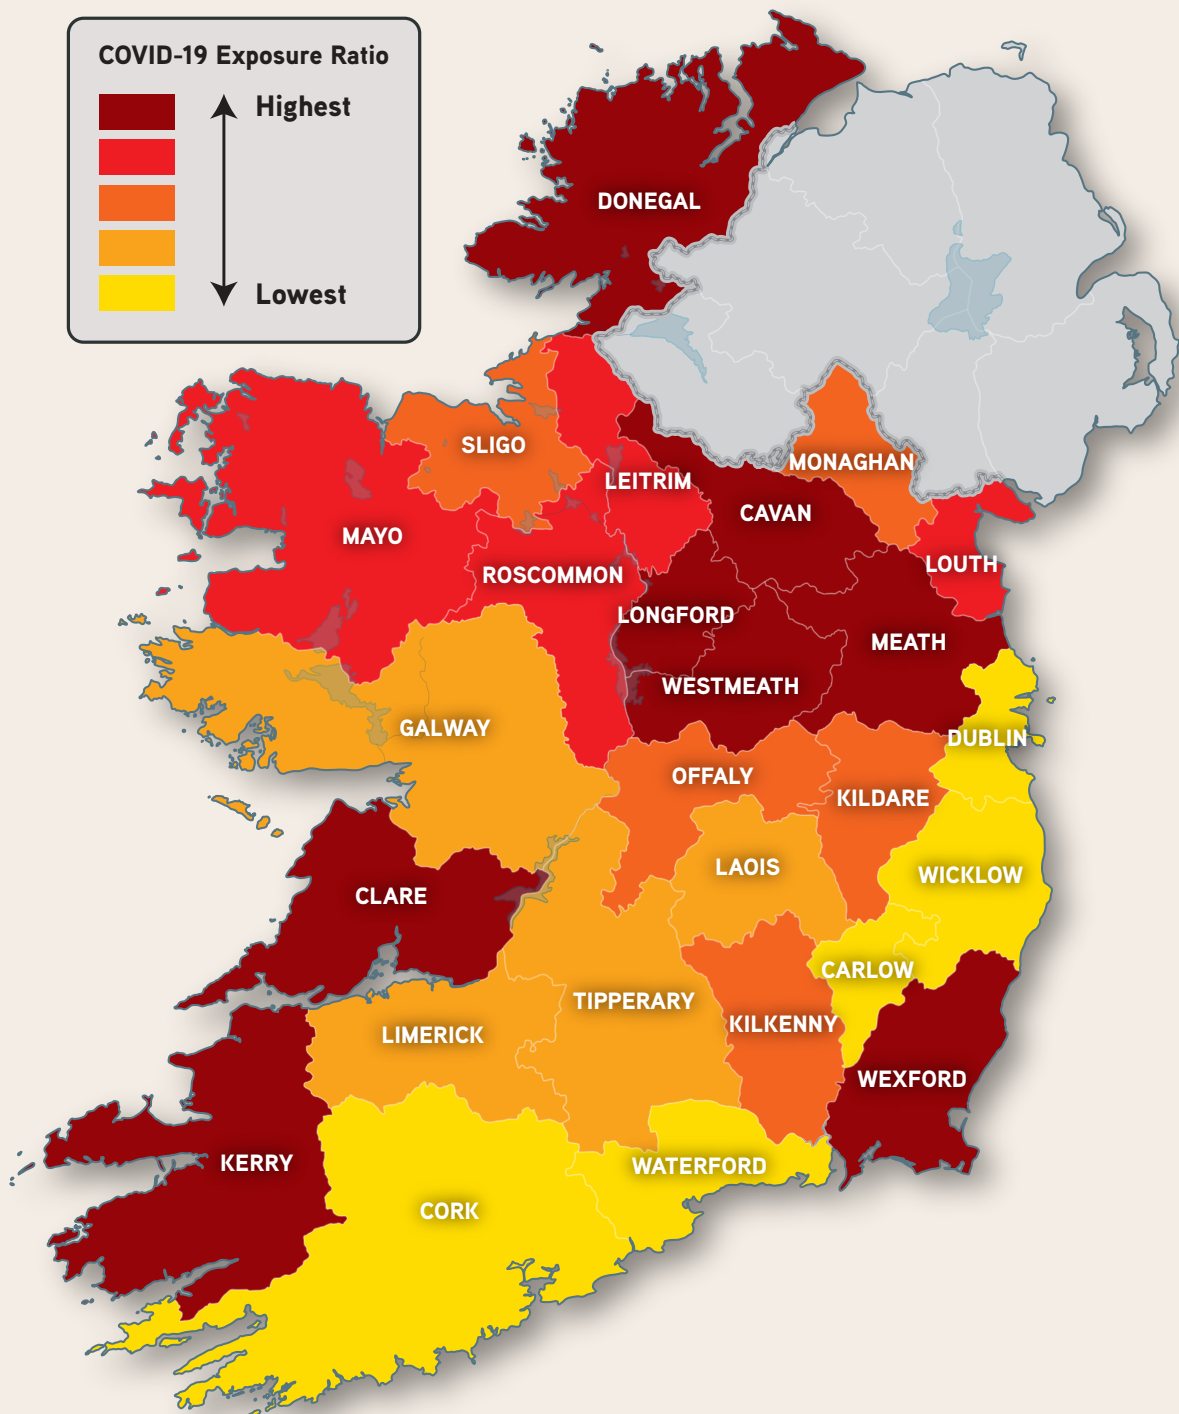 COVID-19 Exposure Ratio
Highest
Lowest
DONEGAL
SLIGO
MONAGHAN
LEITRIM
CAVAN
MAYO
LOUTH
ROSCOMMON
LONGFORD
MEATH
WESTMEATH
GALWAY
DUBLIN
OFFALY
KILDARE
LAOIS
WICKLOW
CLARE
CARLOW
TIPPERARY
KILKENNY
LIMERICK
WEXFORD
KERRY
WATERFORD
CORK